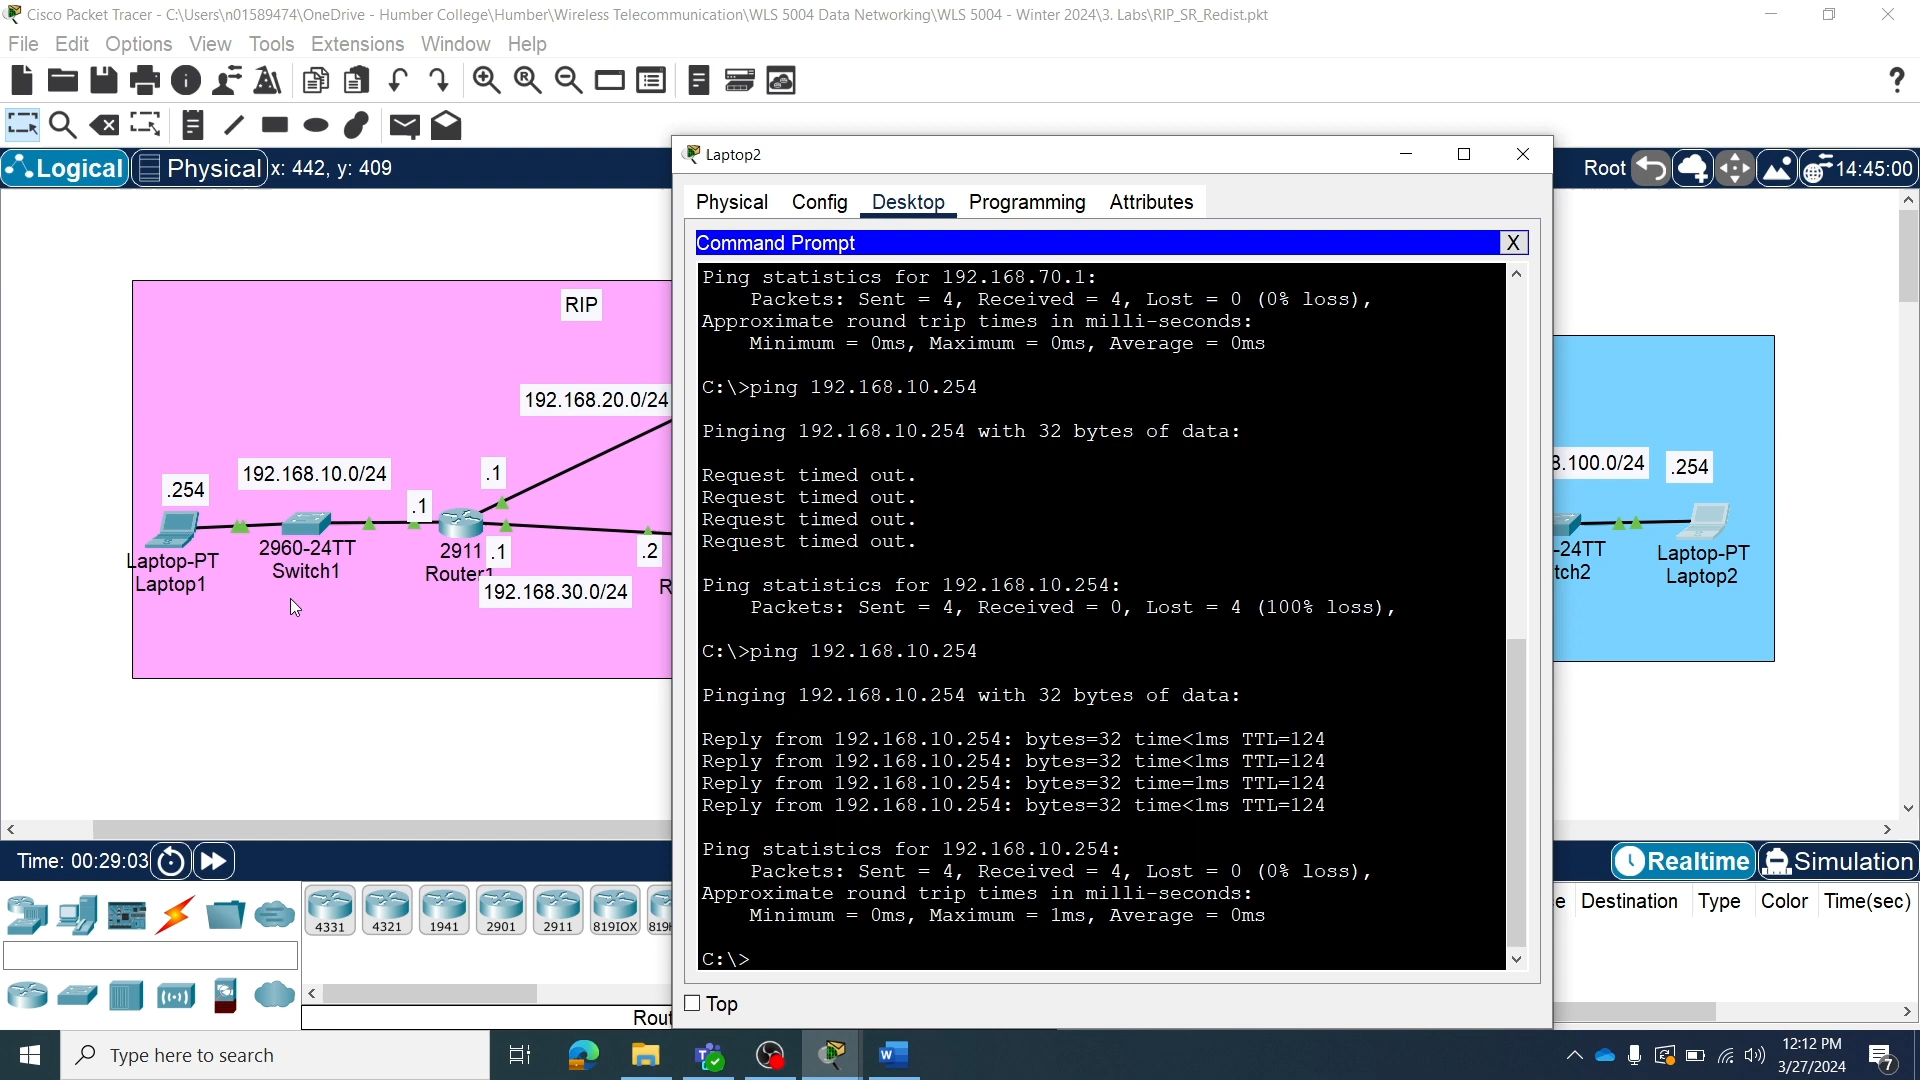 Cisco Packet Tracer - C:\Users\n01589474\OneDrive - Humber College\Humber\Wireless Telecommunication\WLS 5004 Data Networking\WLS 5004 - Winter 2024\3. Labs\RIP_SR_Redist.pkt
File Edit Options View Tools Extensions Window Help
Logical Physical x: 442, y: 409
Root 14:45:00
RIP
192.168.20.0/24
.254
192.168.10.0/24
.1
.1
Laptop-PT
Laptop1
2960-24TT
Switch1
2911
Router1
.1
.2
192.168.30.0/24
R
Laptop2
Physical Config Desktop Programming Attributes
Command Prompt X
Ping statistics for 192.168.70.1:
Packets: Sent = 4, Received = 4, Lost = 0 (0% loss),
Approximate round trip times in milli-seconds:
Minimum = 0ms, Maximum = 0ms, Average = 0ms
C:\>ping 192.168.10.254
Pinging 192.168.10.254 with 32 bytes of data:
Request timed out.
Request timed out.
Request timed out.
Request timed out.
Ping statistics for 192.168.10.254:
Packets: Sent = 4, Received = 0, Lost = 4 (100% loss),
C:\>ping 192.168.10.254
Pinging 192.168.10.254 with 32 bytes of data:
Reply from 192.168.10.254: bytes=32 time<1ms TTL=124
Reply from 192.168.10.254: bytes=32 time<1ms TTL=124
Reply from 192.168.10.254: bytes=32 time=1ms TTL=124
Reply from 192.168.10.254: bytes=32 time<1ms TTL=124
Ping statistics for 192.168.10.254:
Packets: Sent = 4, Received = 4, Lost = 0 (0% loss),
Approximate round trip times in milli-seconds:
Minimum = 0ms, Maximum = 1ms, Average = 0ms
C:\>
Top
8.100.0/24
.254
-24TT
tch2
Laptop-PT
Laptop2
Time: 00:29:03
Realtime Simulation
4331 4321 1941 2901 2911 819IOX 819H
Rout
e Destination Type Color Time(sec)
Type here to search
12:12 PM
3/27/2024
7